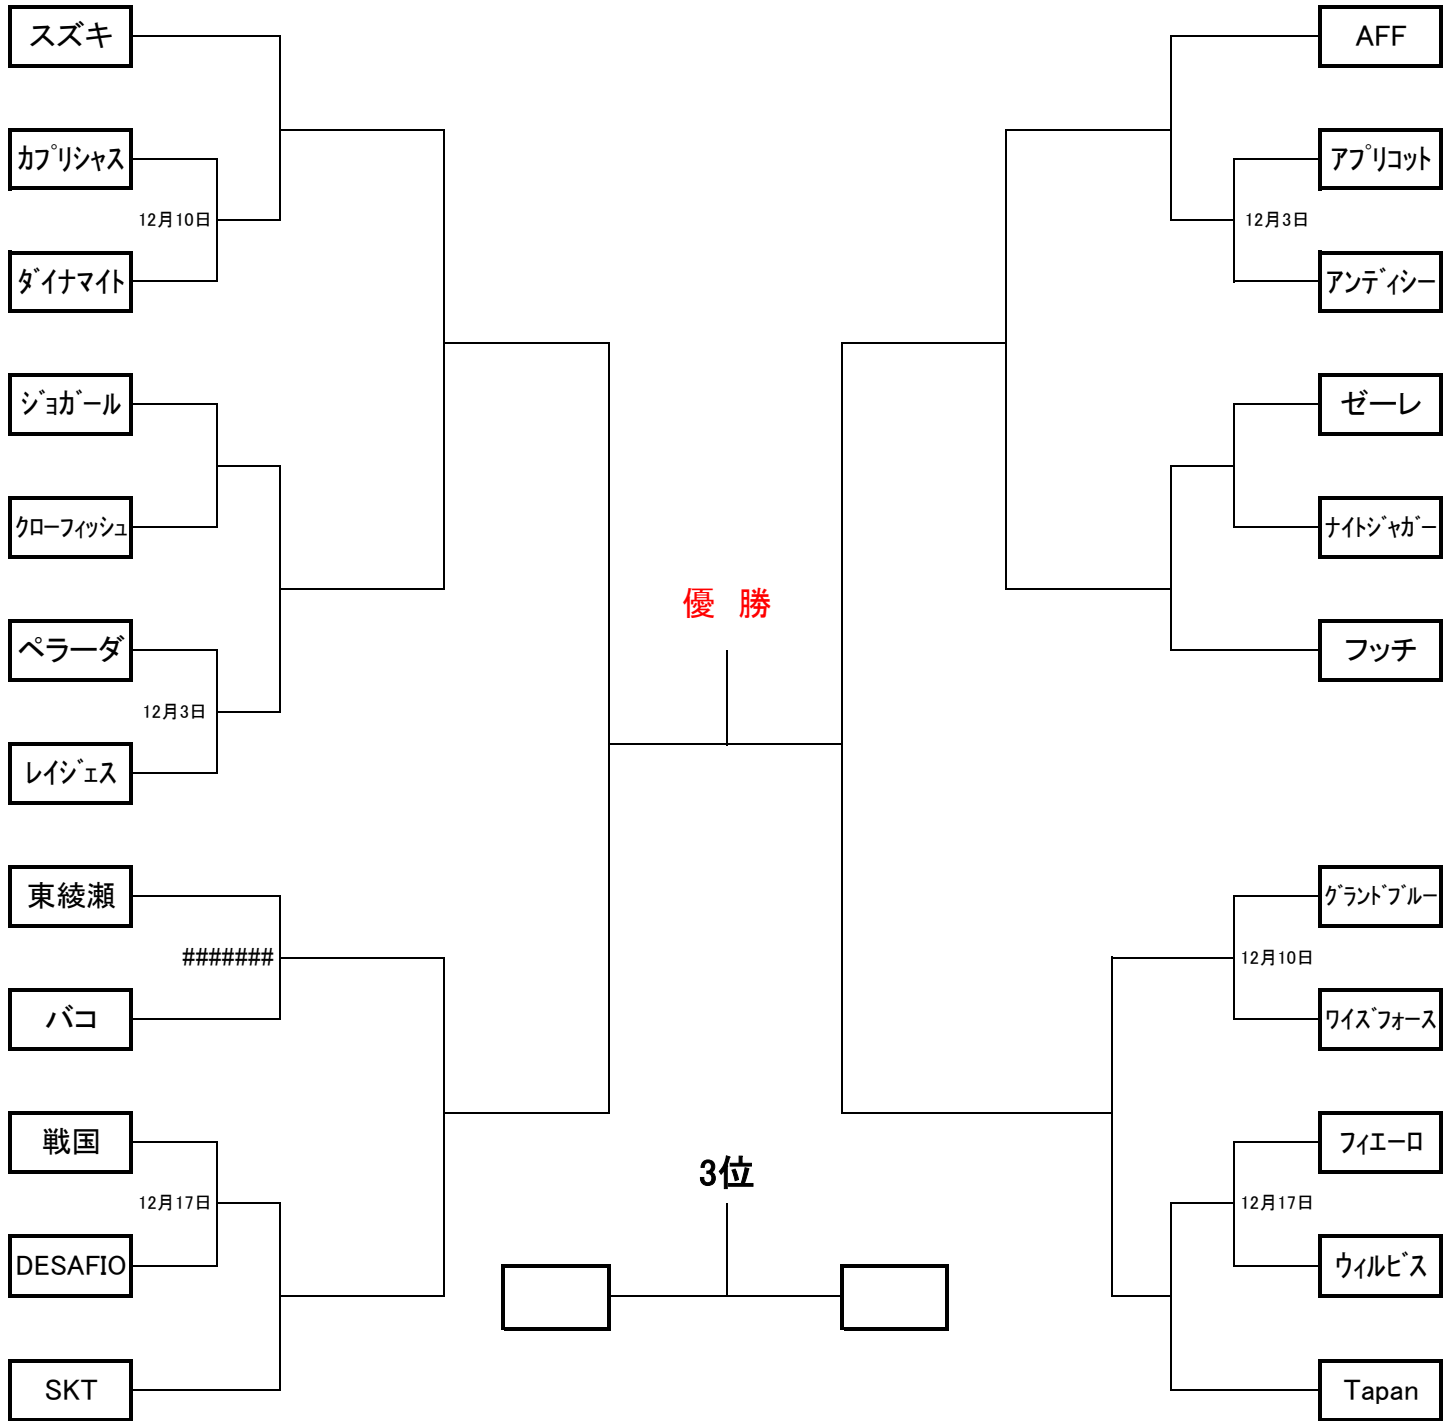 スズキ
AFF
ｶﾌﾟﾘｼｬｽ
アプリコット
12月10日
12月3日
ﾀﾞｲﾅﾏｲﾄ
ｱﾝﾃﾞｨｼｰ
ｼﾞｮｶﾞｰﾙ
ゼーレ
ｸﾛｰﾌｨｯｼｭ
ﾅｲﾄｼﾞｬｶﾞｰ
優　勝
ペラーダ
フッチ
12月3日
ﾚｲｼﾞｪｽ
東綾瀬
ｸﾞﾗﾝﾄﾞﾌﾞﾙｰ
#######
12月10日
バコ
ﾜｲｽﾞﾌｫｰｽ
戦国
ﾌｨｴｰﾛ
3位
12月17日
12月17日
DESAFIO
ｳｨﾙﾋﾞｽ
SKT
Tapan